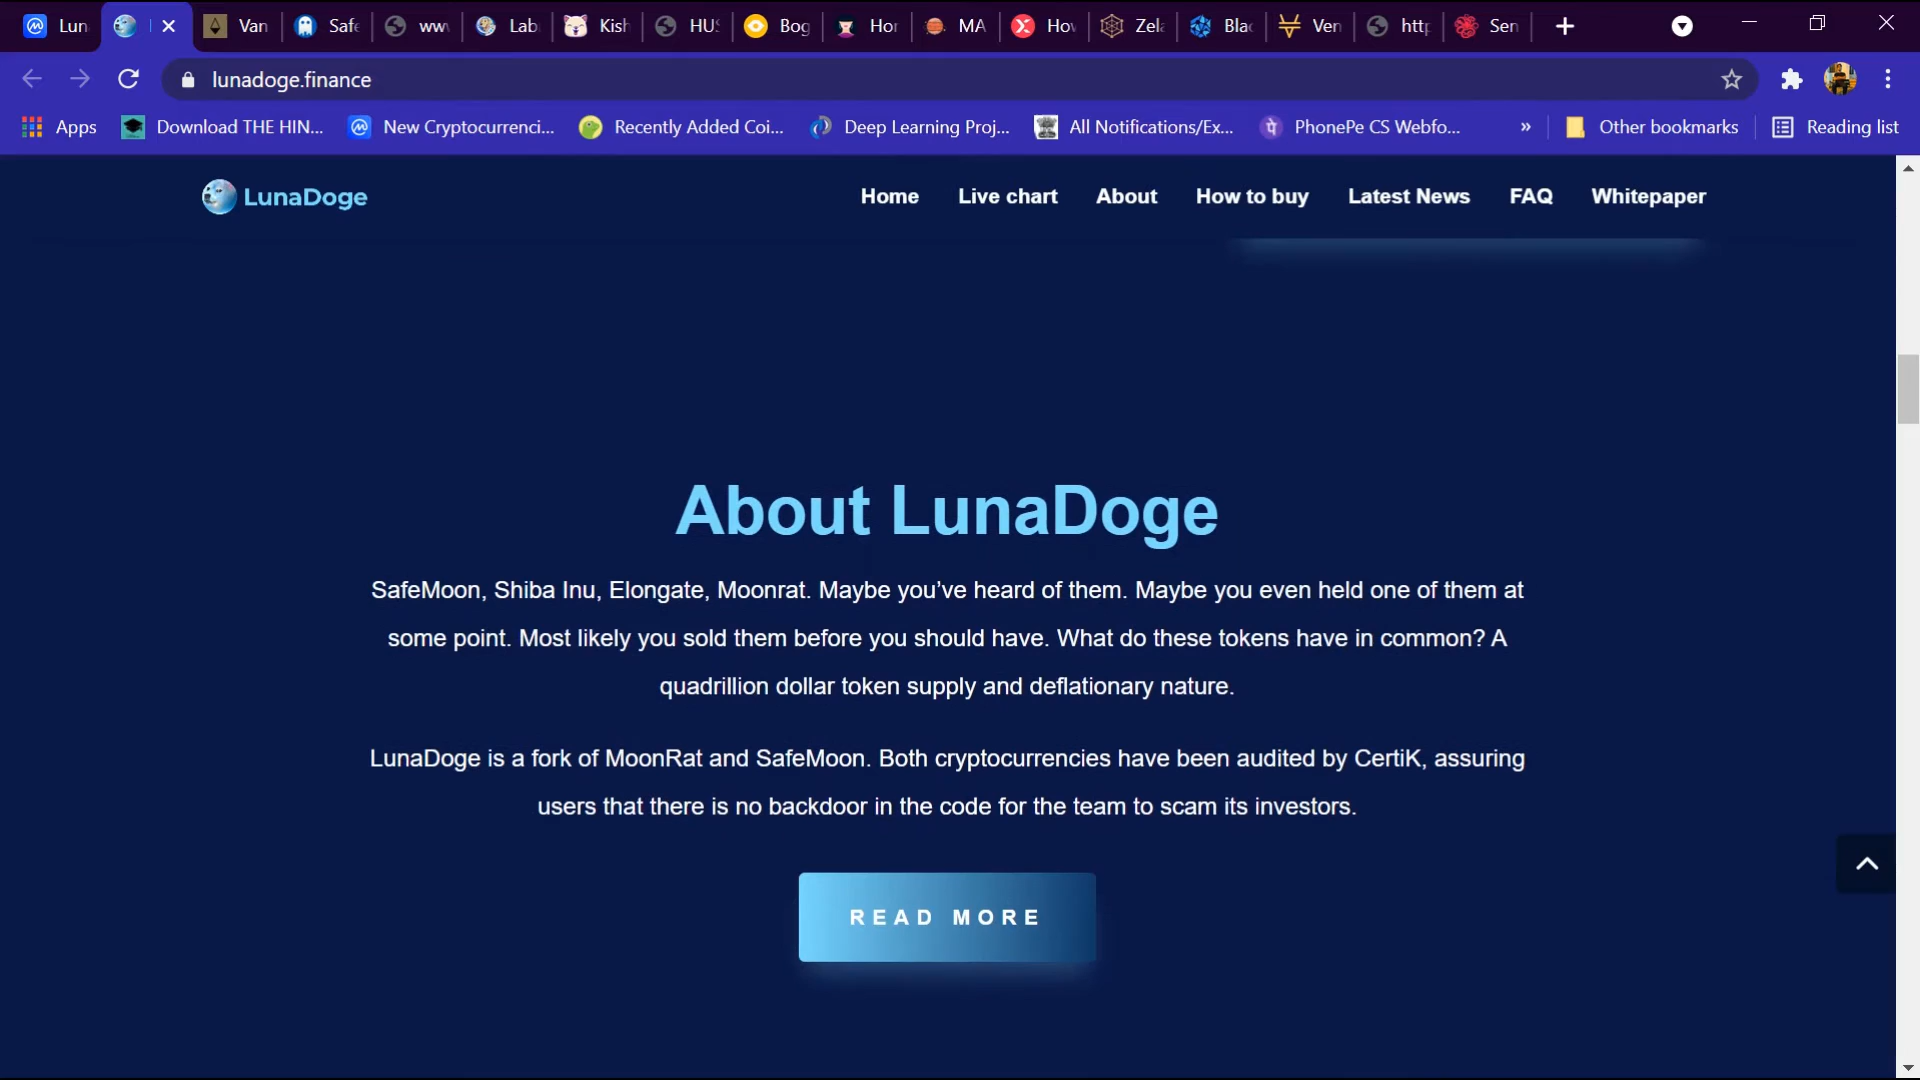 Lun
Van
Safe
www
Lab
Kish
HUS
Bog
Hor
MA
How
Zela
Blac
Ven
http
Sen
lunadoge.finance
Apps
Download THE HIN...
New Cryptocurrenci...
Recently Added Coi...
Deep Learning Proj...
All Notifications/Ex...
PhonePe CS Webfo...
»
Other bookmarks
Reading list
LunaDoge
Home
Live chart
About
How to buy
Latest News
FAQ
Whitepaper
About LunaDoge
SafeMoon, Shiba Inu, Elongate, Moonrat. Maybe you’ve heard of them. Maybe you even held one of them at
some point. Most likely you sold them before you should have. What do these tokens have in common? A
quadrillion dollar token supply and deflationary nature.
LunaDoge is a fork of MoonRat and SafeMoon. Both cryptocurrencies have been audited by CertiK, assuring
users that there is no backdoor in the code for the team to scam its investors.
READ MORE